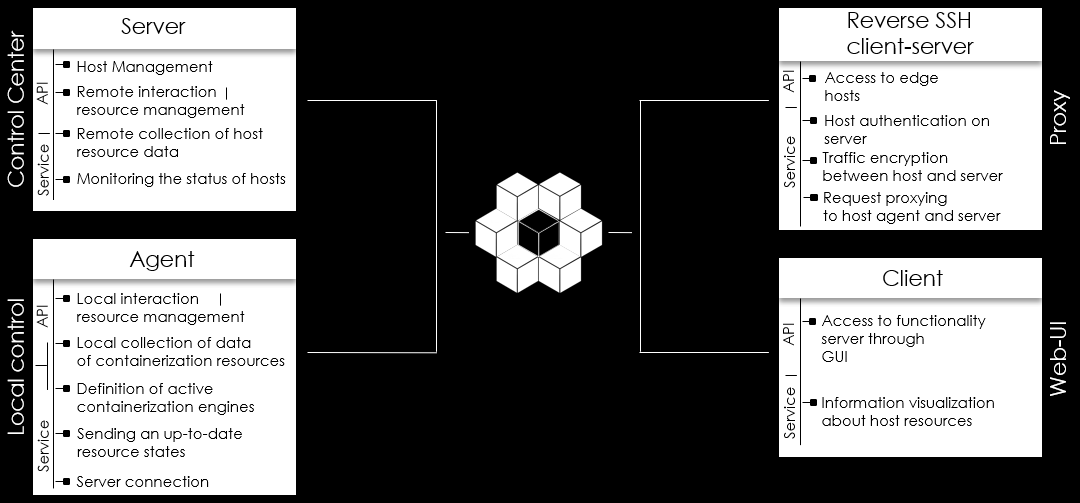 Control Center
Server
API | Service
Host Management
Remote interaction |
resource management
Remote collection of host
resource data
Monitoring the status of hosts
Local control
Agent
API | Service
Local interaction |
resource management
Local collection of data
of containerization resources
Definition of active
containerization engines
Sending an up-to-date
resource states
Server connection
Reverse SSH
client-server
Proxy
API | Service
Access to edge
hosts
Host authentication on
server
Traffic encryption
between host and server
Request proxying
to host agent and server
Client
Web-UI
API | Service
Access to functionality
server through
GUI
Information visualization
about host resources